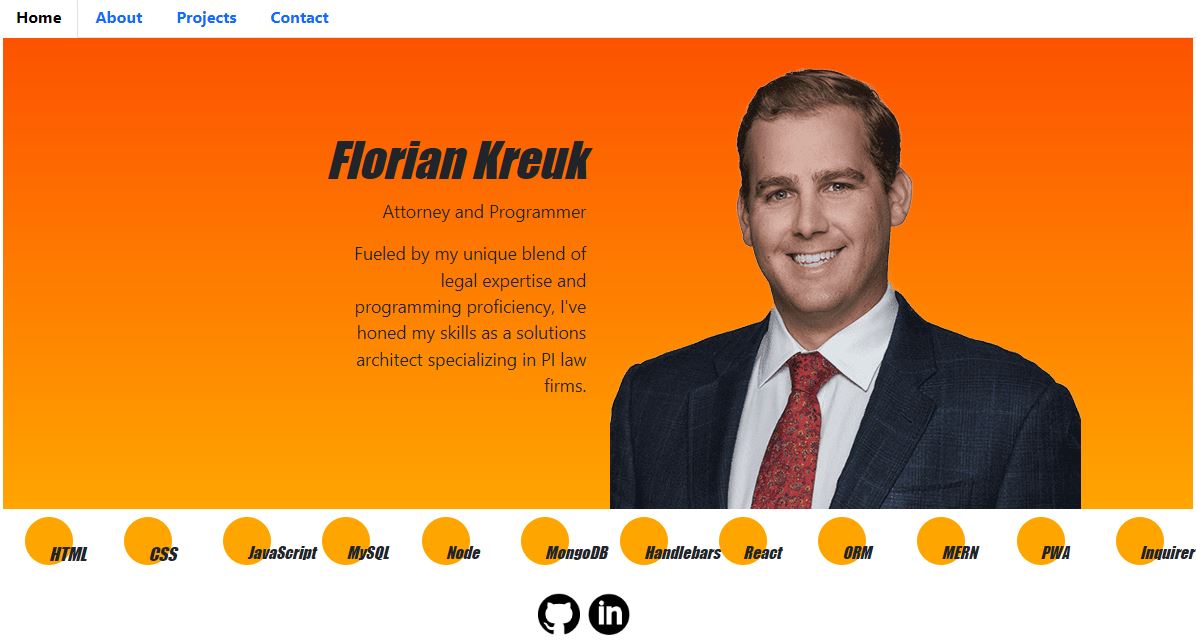 Home About Projects Contact
Florian Kreuk
Attorney and Programmer
Fueled by my unique blend of
legal expertise and
programming proficiency, I've
honed my skills as a solutions
architect specializing in PI law
firms.
HTML CSS JavaScript MySQL Node MongoDB Handlebars React ORM MERN PWA Inquirer
in